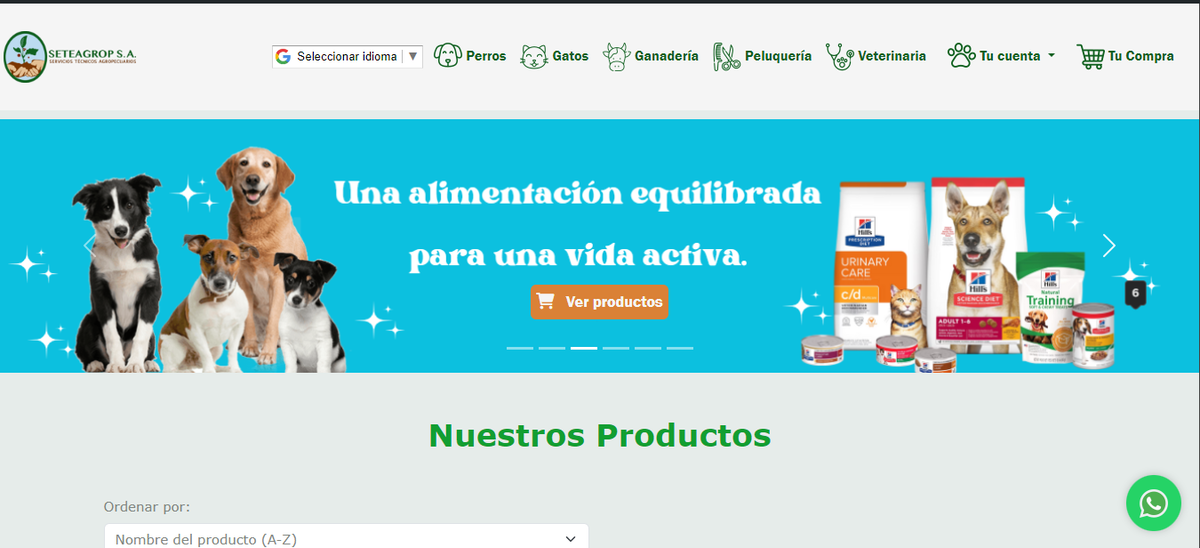 SETEAGROP S.A.
SERVICIOS TÉCNICOS AGROPECUARIOS
Seleccionar idioma
Perros
Gatos
Ganadería
Peluquería
Veterinaria
Tu cuenta
Tu Compra
Una alimentación equilibrada
para una vida activa.
Ver productos
Hill's
PRESCRIPTION DIET
URINARY
CARE
c/d
Hill's
SCIENCE DIET
ADULT 1-6
Hill's
Natural
Training
6
Nuestros Productos
Ordenar por:
Nombre del producto (A-Z)